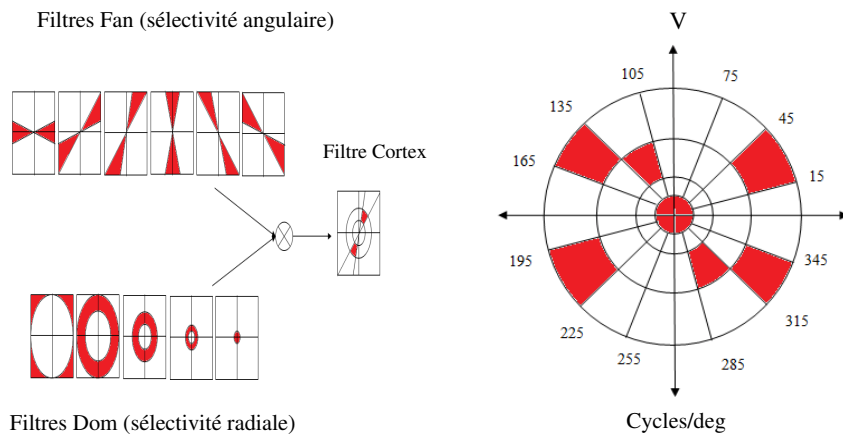 Filtres Fan (sélectivité angulaire)
Filtre Cortex
Filtres Dom (sélectivité radiale)
V
105
75
135
45
165
15
195
345
225
315
255
285
Cycles/deg